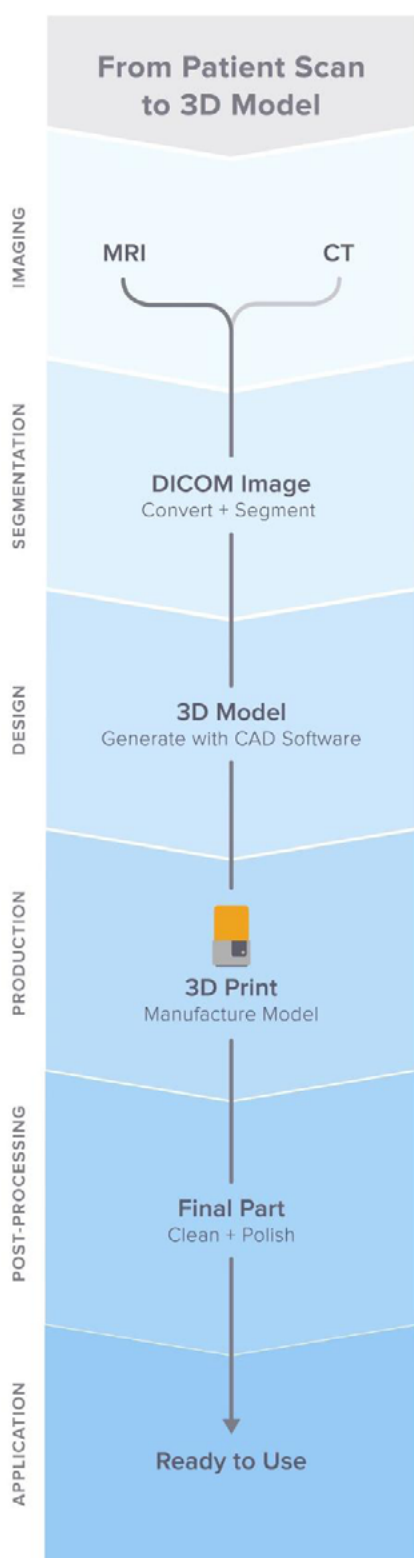 From Patient Scan
to 3D Model
IMAGING
MRI
CT
SEGMENTATION
DICOM Image
Convert + Segment
DESIGN
3D Model
Generate with CAD Software
PRODUCTION
3D Print
Manufacture Model
POST-PROCESSING
Final Part
Clean + Polish
APPLICATION
Ready to Use